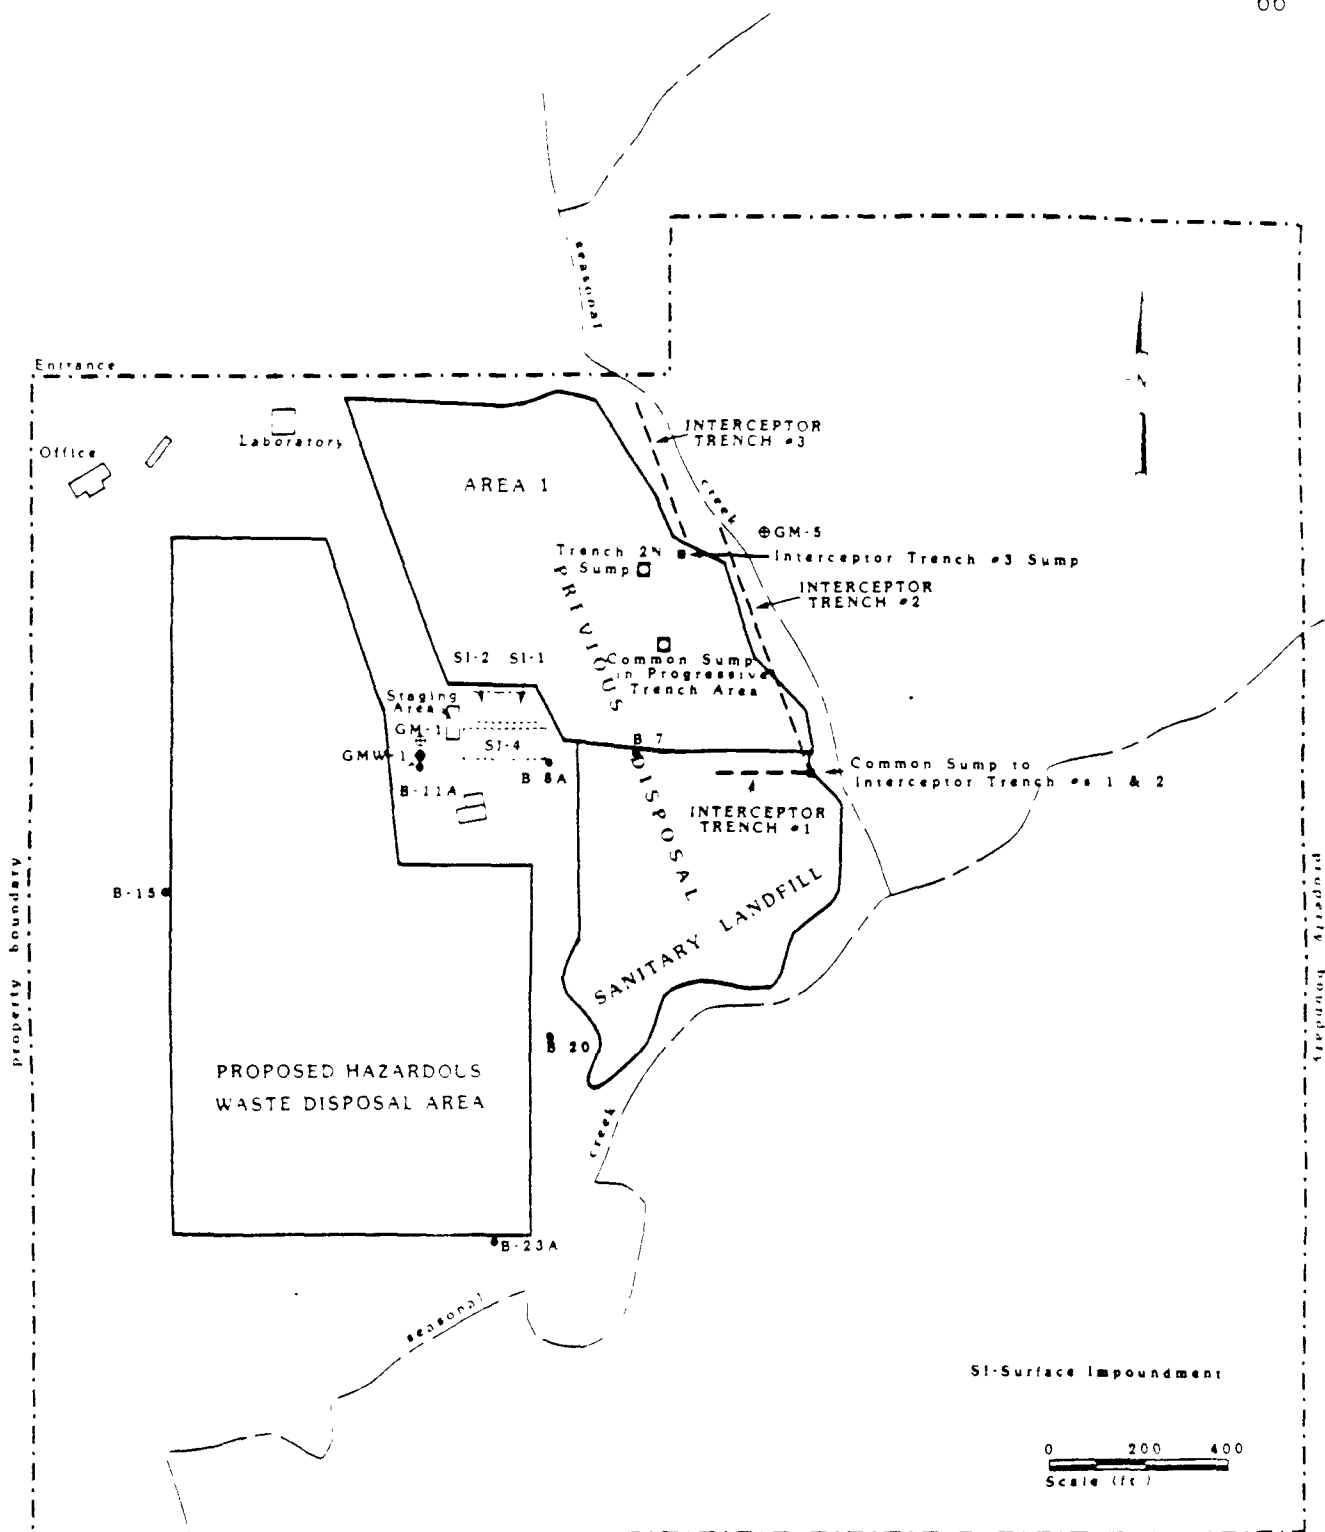 66
seasonal
Entrance
Laboratory
Office
INTERCEPTOR
TRENCH #3
N
AREA 1
creek
GM-5
Trench 2N
Sump
Interceptor Trench #3 Sump
INTERCEPTOR
TRENCH #2
PRIVIOUS DISPOSAL
SI-2 SI-1
Common Sump
in Progressive
Trench Area
Staging
Area
GM-1
SI-4
B 7
GMW-1
B-11A
B 8A
Common Sump to
Interceptor Trench #s 1 & 2
INTERCEPTOR
TRENCH #1
B-15
property boundary
property boundary
SANITARY LANDFILL
B 20
PROPOSED HAZARDOUS
WASTE DISPOSAL AREA
creek
B-23A
seasonal
SI-Surface Impoundment
0 200 400
Scale (ft.)